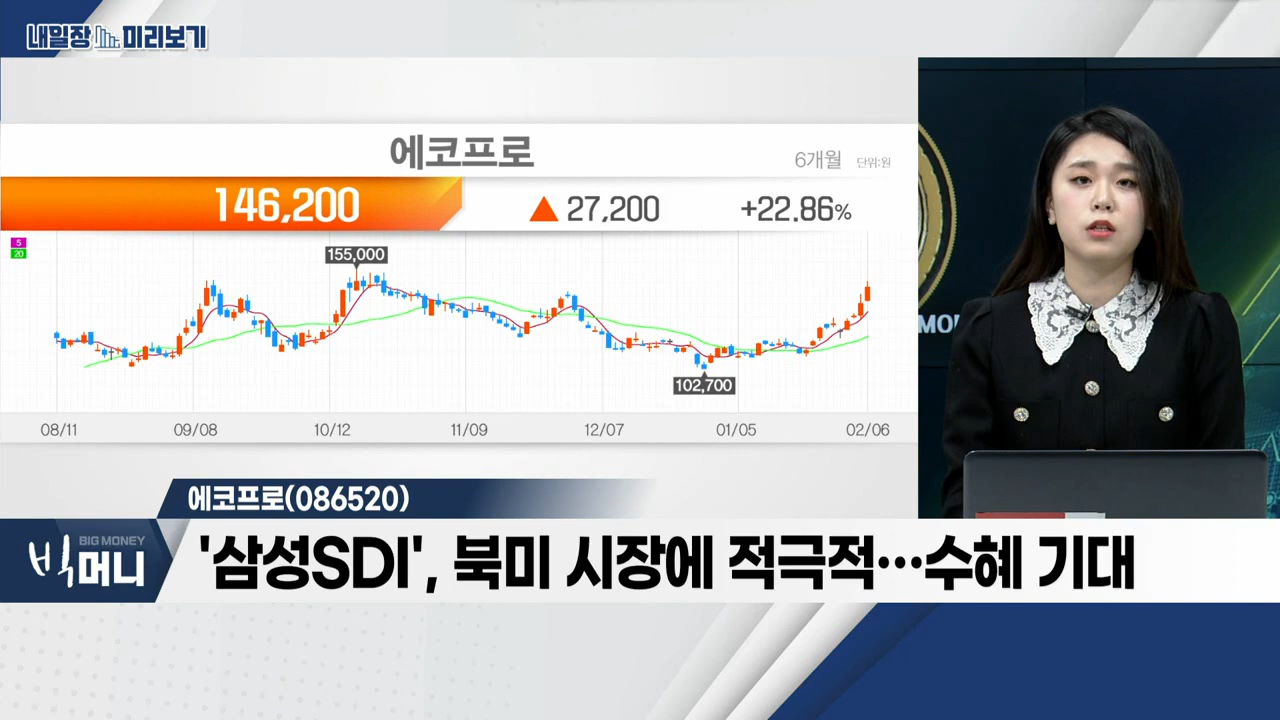 내일장 미리보기
에코프로
6개월 단위:원
146,200 ▲ 27,200 +22.86%
5
20
155,000
102,700
08/11 09/08 10/12 11/09 12/07 01/05 02/06
에코프로(086520)
BIG MONEY
빅머니
'삼성SDI', 북미 시장에 적극적…수혜 기대